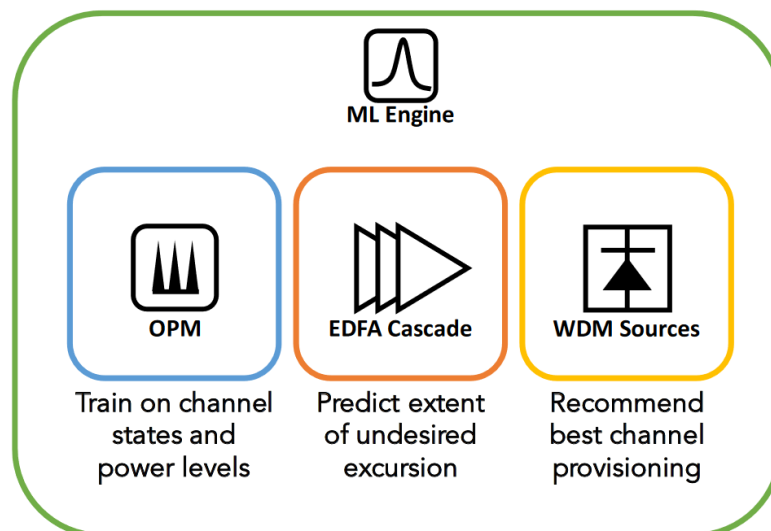 ML Engine
OPM
EDFA Cascade
WDM Sources
Train on channel
states and
power levels
Predict extent
of undesired
excursion
Recommend
best channel
provisioning